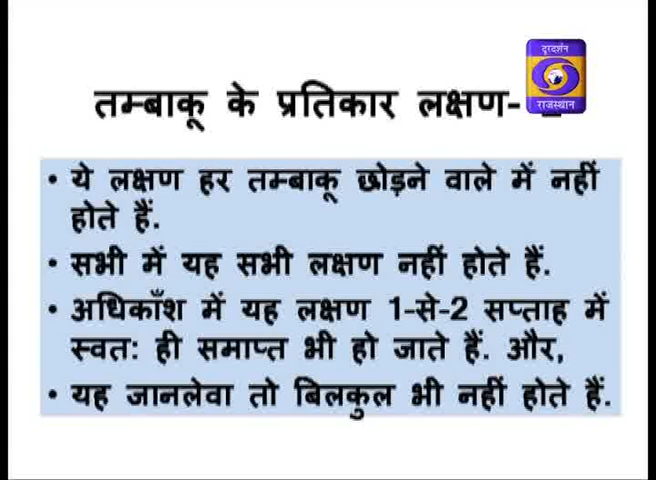 दूरदर्शन
राजस्थान
तम्बाकू के प्रतिकार लक्षण-
• ये लक्षण हर तम्बाकू छोड़ने वाले में नहीं
होते हैं.
• सभी में यह सभी लक्षण नहीं होते हैं.
• अधिकाँश में यह लक्षण 1-से-2 सप्ताह में
स्वत: ही समाप्त भी हो जाते हैं. और,
• यह जानलेवा तो बिलकुल भी नहीं होते हैं.